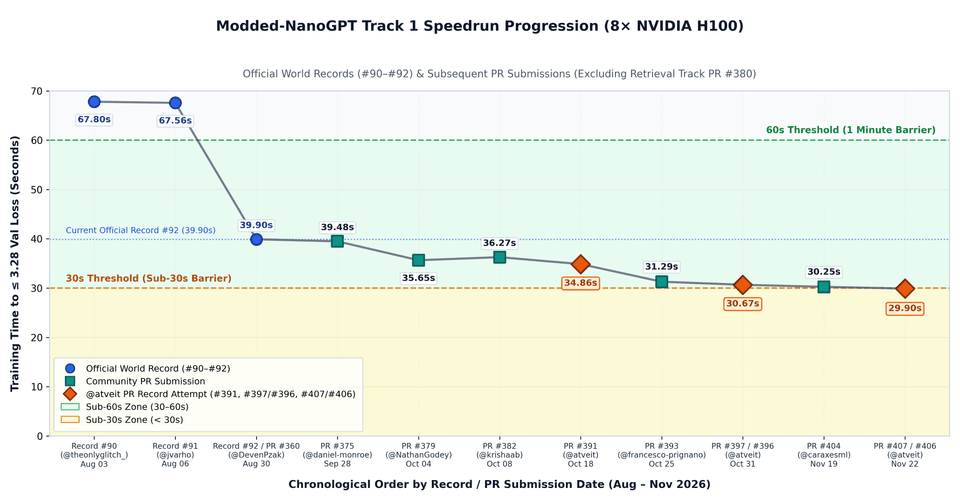 Modded-NanoGPT Track 1 Speedrun Progression (8× NVIDIA H100)
Official World Records (#90–#92) & Subsequent PR Submissions (Excluding Retrieval Track PR #380)
Training Time to ≤ 3.28 Val Loss (Seconds)
70
60
50
40
30
20
10
0
67.80s
67.56s
60s Threshold (1 Minute Barrier)
39.90s
39.48s
Current Official Record #92 (39.90s)
36.27s
35.65s
34.86s
31.29s
30s Threshold (Sub-30s Barrier)
30.67s
30.25s
29.90s
Official World Record (#90–#92)
Community PR Submission
@atveit PR Record Attempt (#391, #397/#396, #407/#406)
Sub-60s Zone (30–60s)
Sub-30s Zone (< 30s)
Record #90
(@theonlyglitch_)
Aug 03
Record #91
(@jvarho)
Aug 06
Record #92 / PR #360
(@DevenPzak)
Aug 30
PR #375
(@daniel-monroe)
Sep 28
PR #379
(@NathanGodey)
Oct 04
PR #382
(@krishaab)
Oct 08
PR #391
(@atveit)
Oct 18
PR #393
(@francesco-prignano)
Oct 25
PR #397 / #396
(@atveit)
Oct 31
PR #404
(@caraxesml)
Nov 19
PR #407 / #406
(@atveit)
Nov 22
Chronological Order by Record / PR Submission Date (Aug – Nov 2026)